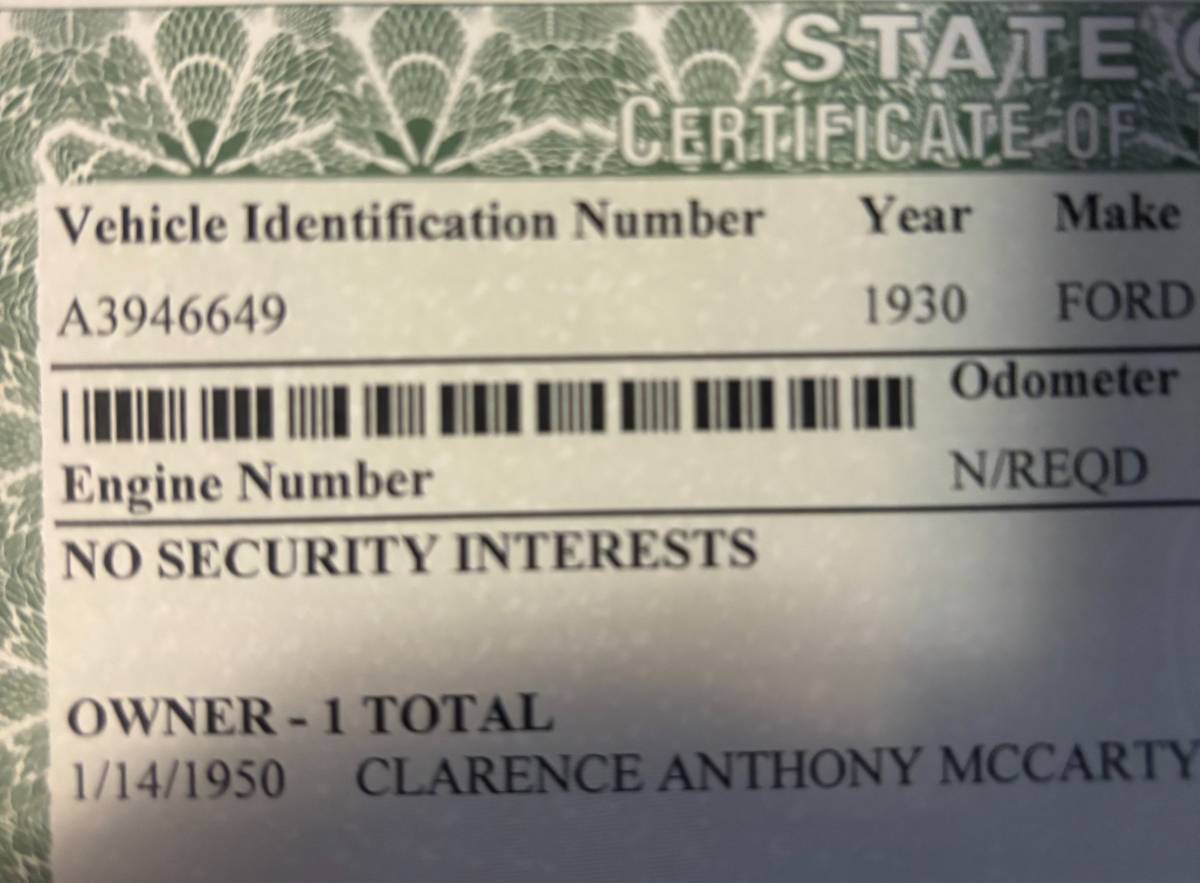 STATE
CERTIFICATE OF
Vehicle Identification Number Year Make
A3946649 1930 FORD
Odometer
Engine Number N/REQD
NO SECURITY INTERESTS
OWNER - 1 TOTAL
1/14/1950 CLARENCE ANTHONY MCCARTY